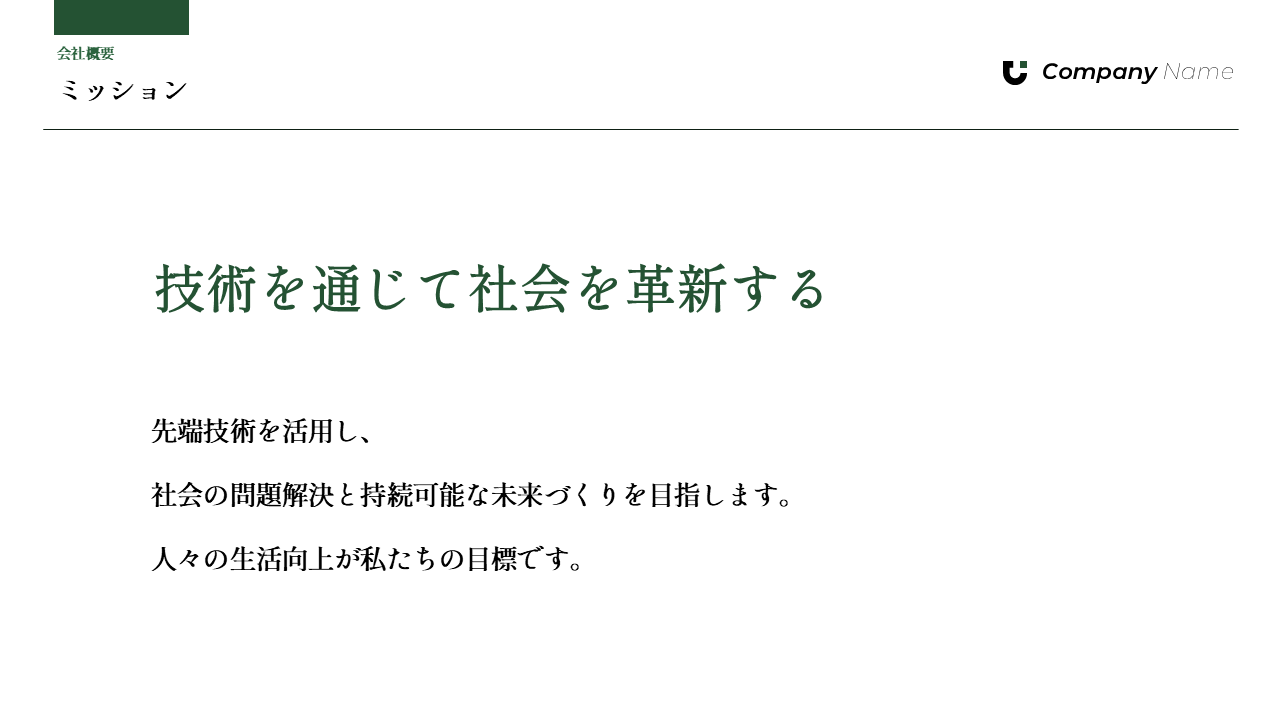 会社概要
ミッション
Company Name
技術を通じて社会を革新する
先端技術を活用し、
社会の問題解決と持続可能な未来づくりを目指します。
人々の生活向上が私たちの目標です。